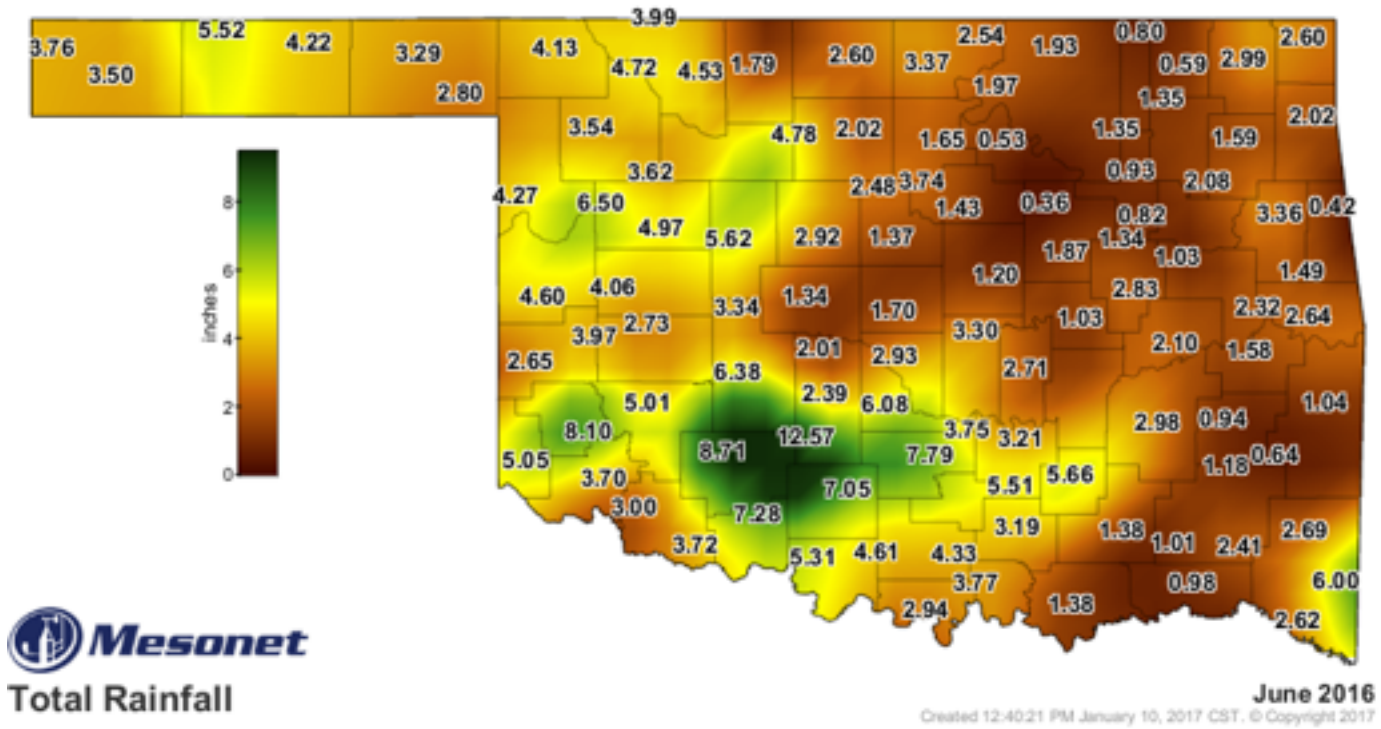 3.99
5.52
3.76 4.22 3.29 4.13 2.60 3.37 2.54 1.93 0.80 2.60
3.50 2.80 4.72 4.53 1.79 1.97 0.59 2.99
1.35
3.54 4.78 2.02 1.65 0.53 1.35 1.59 2.02
3.62 2.48 3.74 0.93 2.08
4.27 6.50 1.43 0.36 0.82 3.36 0.42
4.97 5.62 2.92 1.37 1.87 1.34 1.03
4.60 4.06 1.20 2.83 1.49
3.34 1.34 1.70 1.03 2.32 2.64
3.97 2.73 3.30 2.10 1.58
2.65 2.01 2.93 2.71
6.38
5.01 2.39 6.08 1.04
8.10 12.57 3.75 3.21 2.98 0.94
5.05 8.71 7.79 1.18 0.64
3.70 7.05 5.51 5.66
3.00 7.28 3.19 1.38 2.69
3.72 5.31 4.61 4.33 1.01 2.41
3.77 0.98 6.00
2.94 1.38 2.62
8
6
inches
4
2
0
Mesonet
Total Rainfall
June 2016
Created 12:40:21 PM January 10, 2017 CST. © Copyright 2017